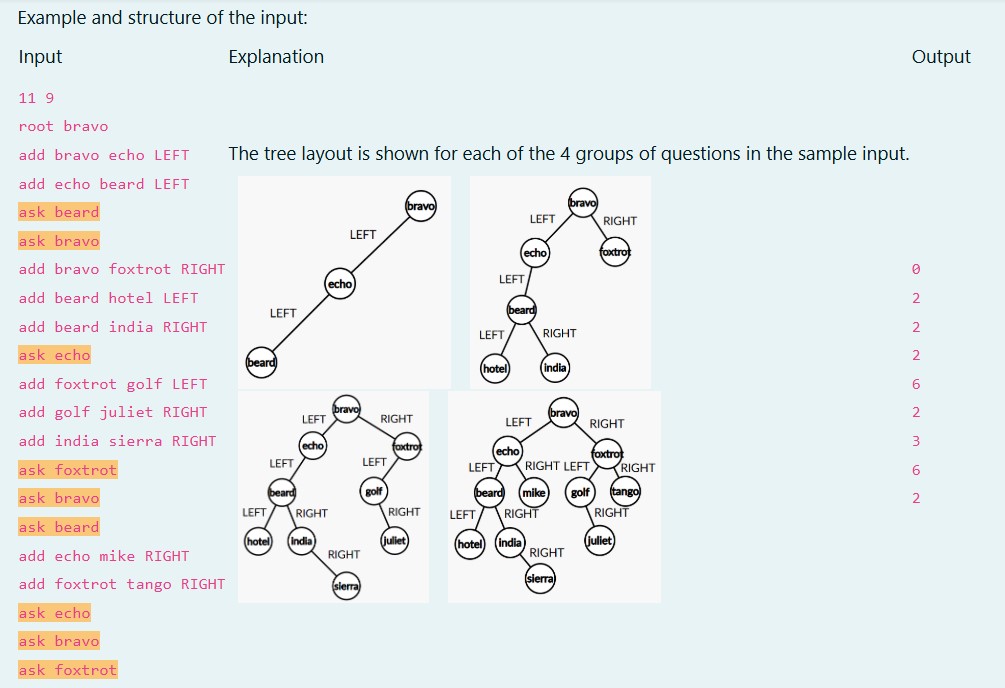 Example and structure of the input:
Input Explanation Output
11 9
root bravo
add bravo echo LEFT
add echo beard LEFT
ask beard
ask bravo
add bravo foxtrot RIGHT
add beard hotel LEFT
add beard india RIGHT
ask echo
add foxtrot golf LEFT
add golf juliet RIGHT
add india sierra RIGHT
ask foxtrot
ask bravo
ask beard
add echo mike RIGHT
add foxtrot tango RIGHT
ask echo
ask bravo
ask foxtrot
The tree layout is shown for each of the 4 groups of questions in the sample input.
bravo
LEFT
echo
LEFT
beard
bravo
LEFT RIGHT
echo foxtrot
LEFT
beard
LEFT RIGHT
hotel india
bravo
LEFT RIGHT
echo foxtrot
LEFT LEFT
beard golf
LEFT RIGHT RIGHT
hotel india juliet
RIGHT
sierra
bravo
LEFT RIGHT
echo foxtrot
LEFT RIGHT LEFT RIGHT
beard mike golf tango
LEFT RIGHT RIGHT
hotel india juliet
RIGHT
sierra
0
2
2
2
6
2
3
6
2